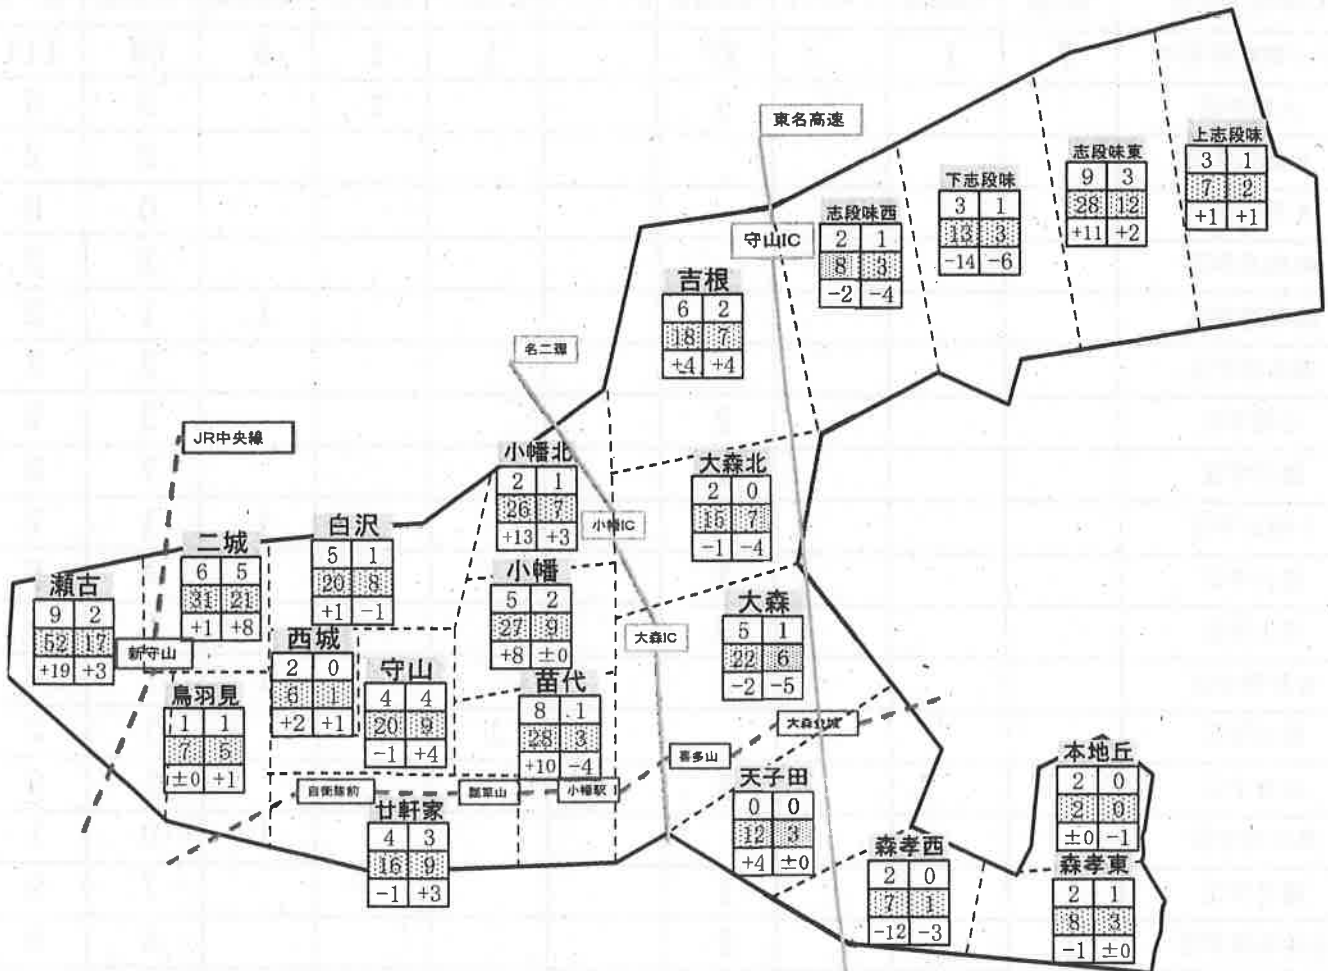 東名高速
上志段味
3 1
7 2
+1 +1
志段味東
9 3
28 12
+11 +2
下志段味
3 1
13 3
-14 -6
志段味西
2 1
8 3
-2 -4
守山IC
吉根
6 2
18 7
+4 +4
名二環
JR中央線
小幡北
2 1
26 7
+13 +3
小幡IC
大森北
2 0
15 7
-1 -4
白沢
5 1
20 8
+1 -1
二城
6 5
31 21
+1 +8
瀬古
9 2
52 17
+19 +3
新守山
小幡
5 2
27 9
+8 ±0
大森IC
大森
5 1
22 6
-2 -5
西城
2 0
6 1
+2 +1
守山
4 4
20 9
-1 +4
苗代
8 1
28 3
+10 -4
鳥羽見
1 1
7 5
±0 +1
大森金城
喜多山
小幡駅
瓢箪山
自衛隊前
天子田
0 0
12 3
+4 ±0
本地丘
2 0
2 0
±0 -1
廿軒家
4 3
16 9
-1 +3
森孝西
2 0
7 1
-12 -3
森孝東
2 1
8 3
-1 ±0